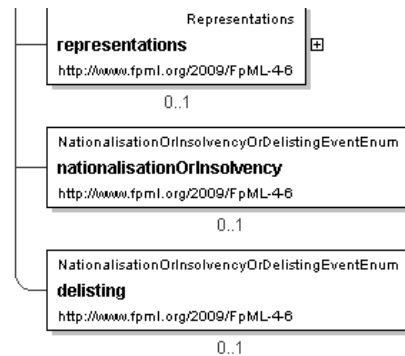 Representations
representations
http://www.fpml.org/2009/FpML-4-6
0..1
NationalisationOrInsolvencyOrDelistingEventEnum
nationalisationOrInsolvency
http://www.fpml.org/2009/FpML-4-6
0..1
NationalisationOrInsolvencyOrDelistingEventEnum
delisting
http://www.fpml.org/2009/FpML-4-6
0..1